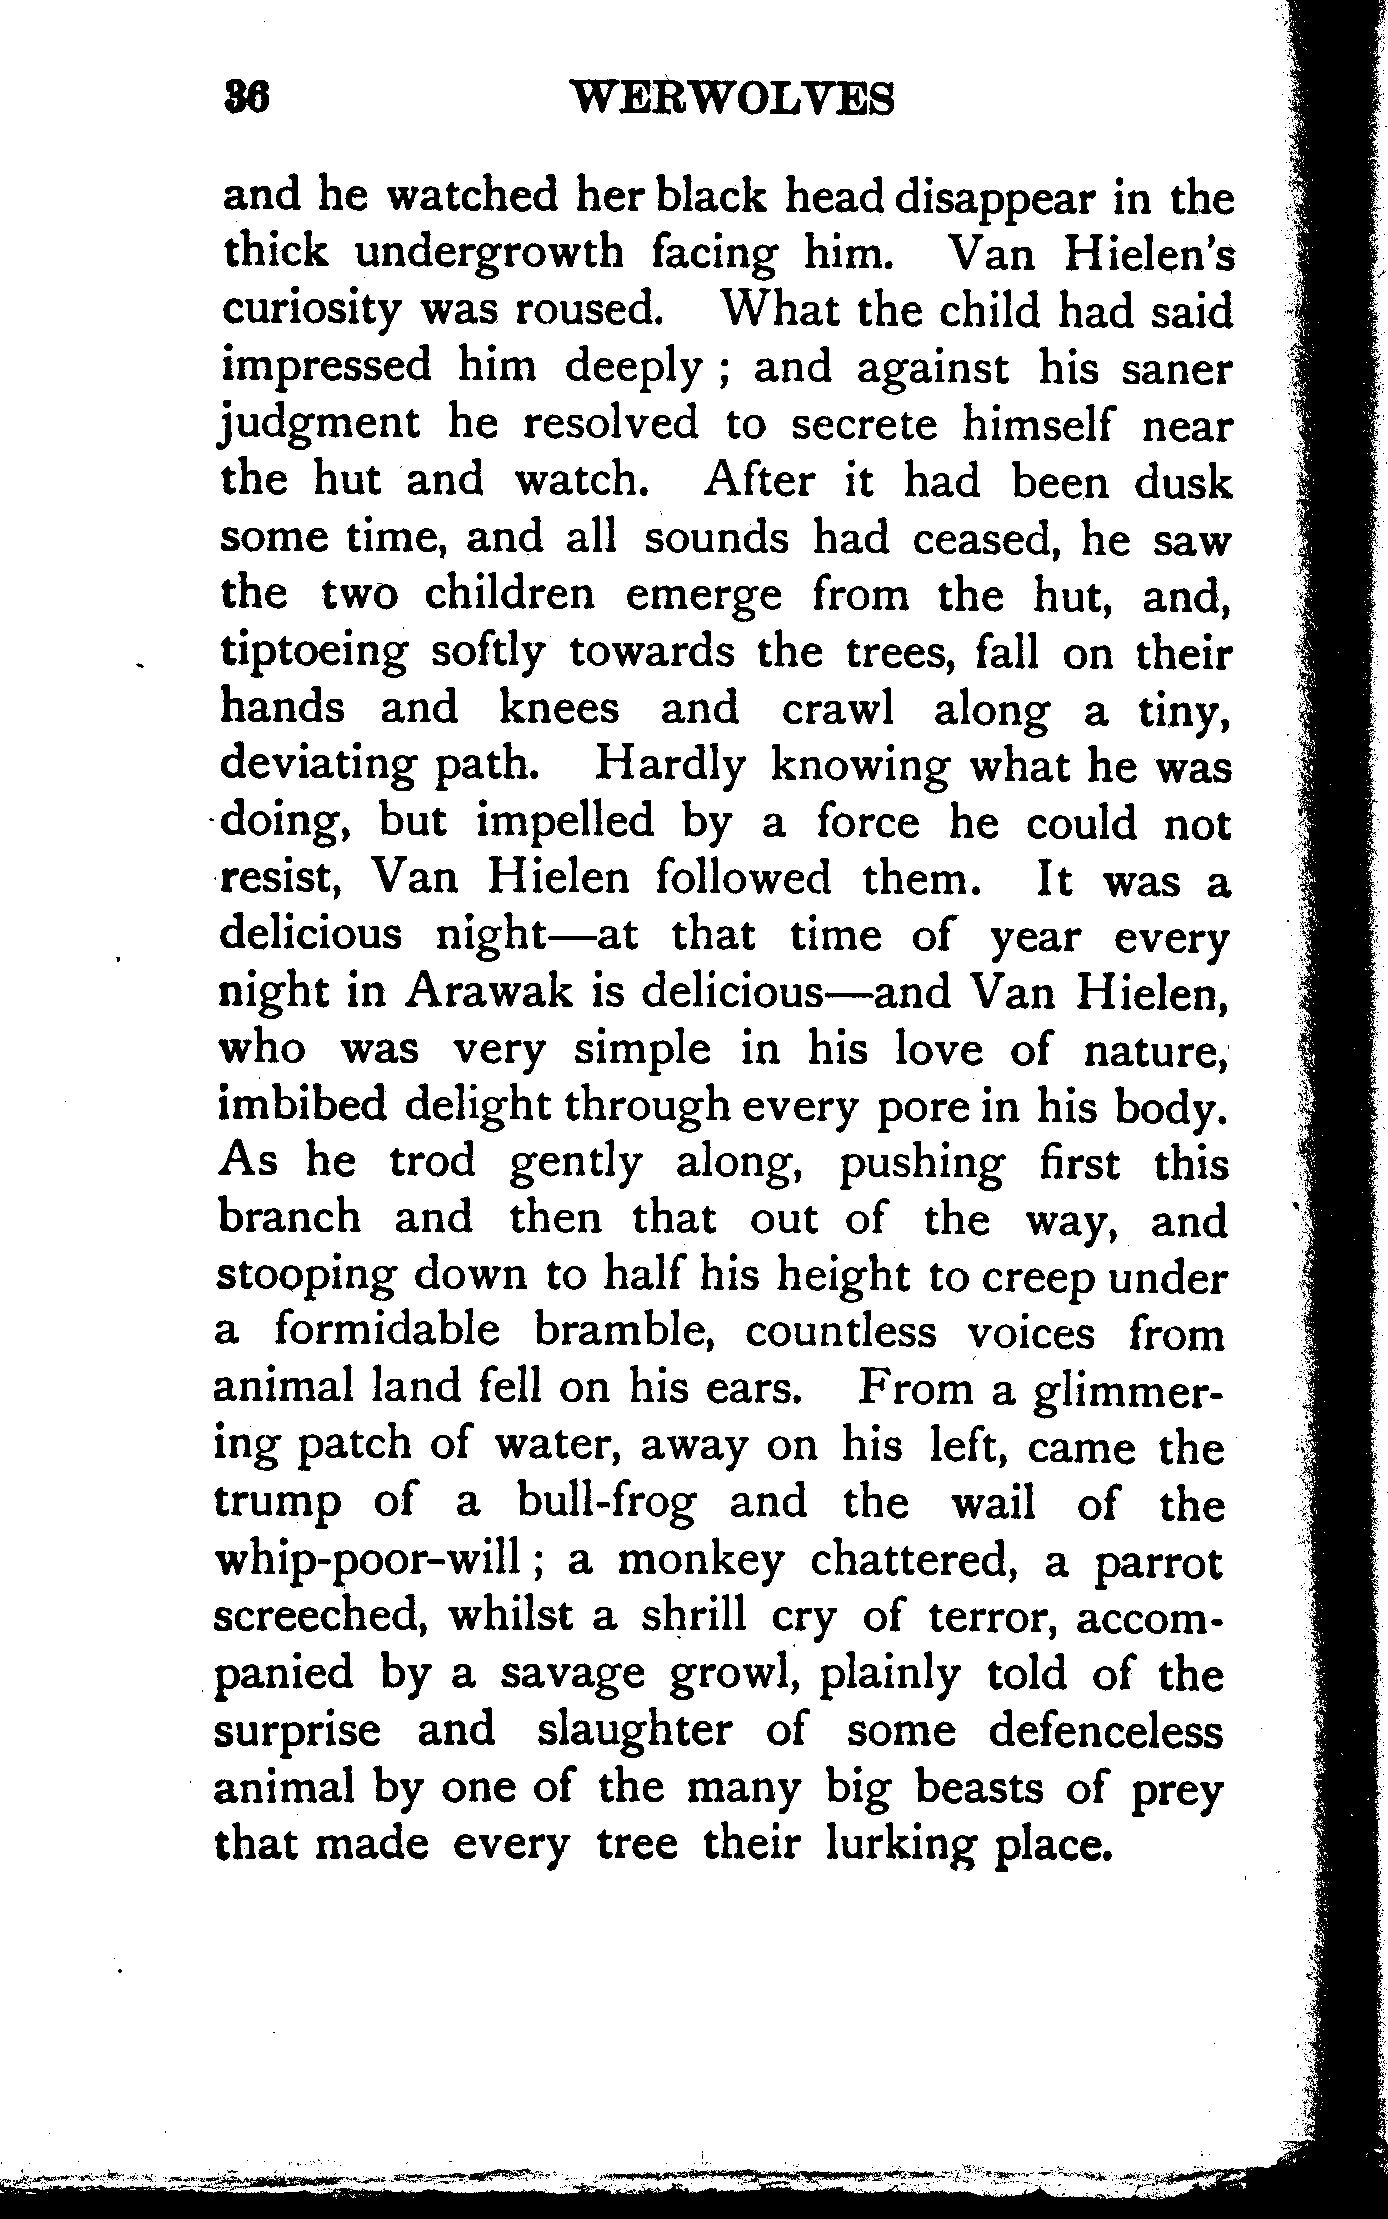 36 WERWOLVES
and he watched her black head disappear in the
thick undergrowth facing him. Van Hielen's
curiosity was roused. What the child had said
impressed him deeply ; and against his saner
judgment he resolved to secrete himself near
the hut and watch. After it had been dusk
some time, and all sounds had ceased, he saw
the two children emerge from the hut, and,
tiptoeing softly towards the trees, fall on their
hands and knees and crawl along a tiny,
deviating path. Hardly knowing what he was
doing, but impelled by a force he could not
resist, Van Hielen followed them. It was a
delicious night—at that time of year every
night in Arawak is delicious—and Van Hielen,
who was very simple in his love of nature,
imbibed delight through every pore in his body.
As he trod gently along, pushing first this
branch and then that out of the way, and
stooping down to half his height to creep under
a formidable bramble, countless voices from
animal land fell on his ears. From a glimmer-
ing patch of water, away on his left, came the
trump of a bull-frog and the wail of the
whip-poor-will ; a monkey chattered, a parrot
screeched, whilst a shrill cry of terror, accom-
panied by a savage growl, plainly told of the
surprise and slaughter of some defenceless
animal by one of the many big beasts of prey
that made every tree their lurking place.